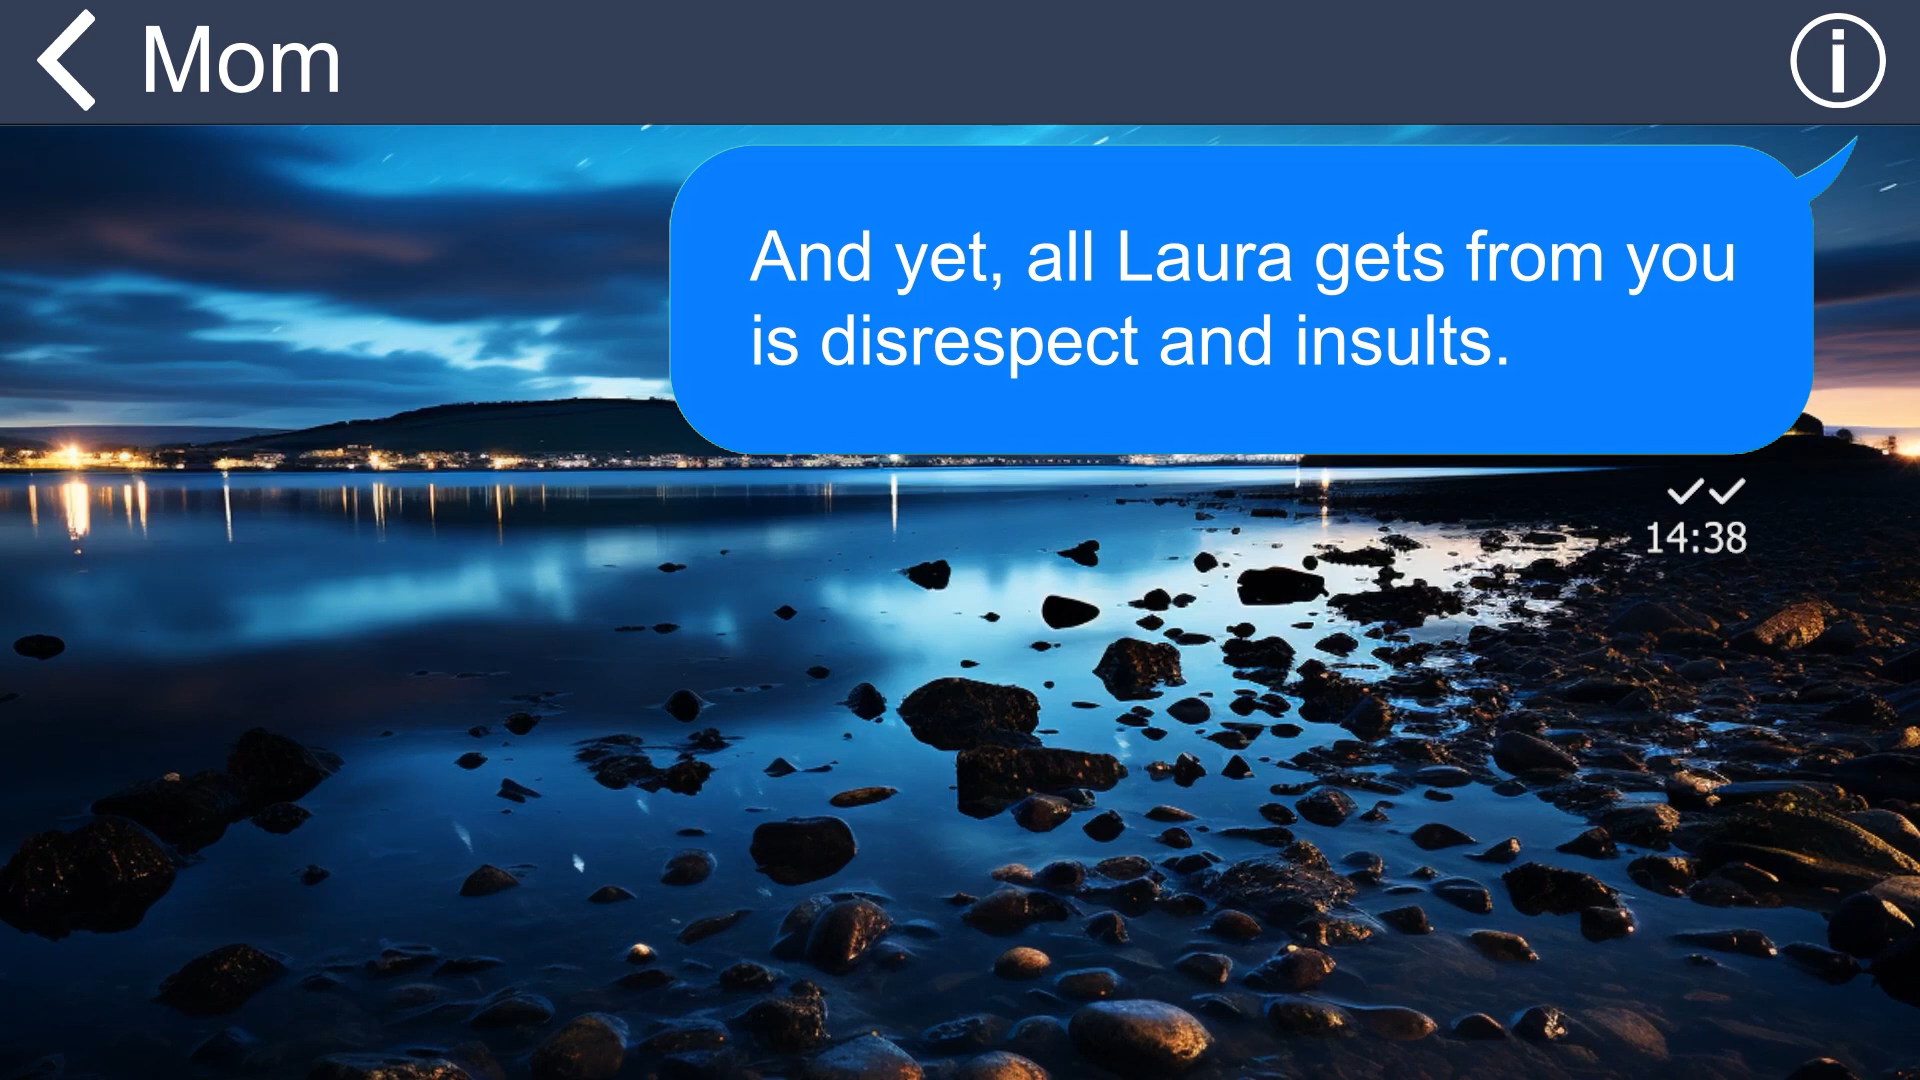 Mom
And yet, all Laura gets from you
is disrespect and insults.
14:38